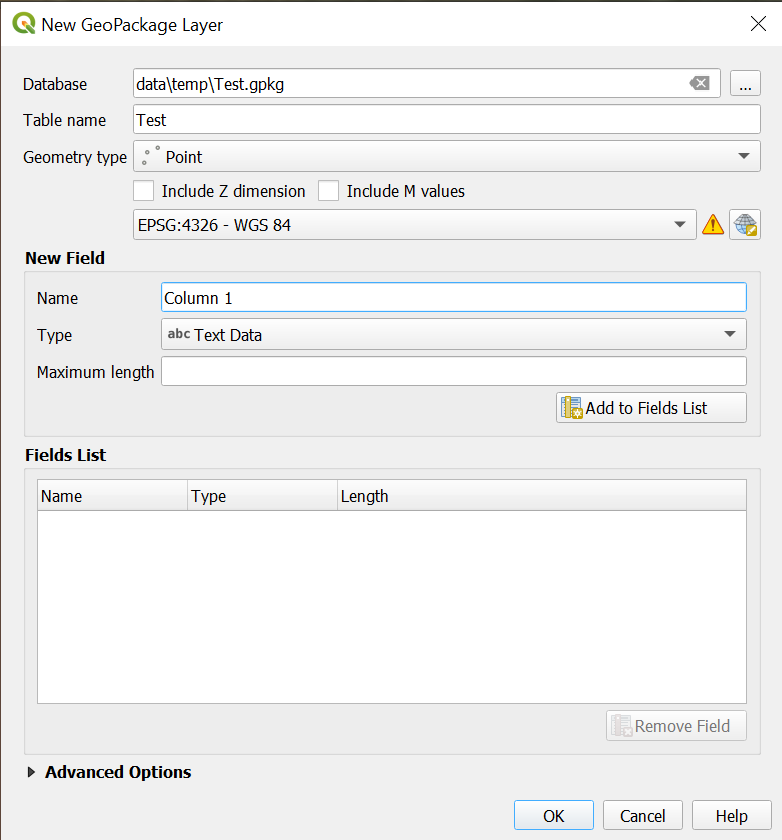 New GeoPackage Layer
Database data\temp\Test.gpkg ...
Table name Test
Geometry type Point
Include Z dimension Include M values
EPSG:4326 - WGS 84
New Field
Name Column 1
Type abc Text Data
Maximum length
Add to Fields List
Fields List
Name Type Length
Remove Field
Advanced Options
OK Cancel Help